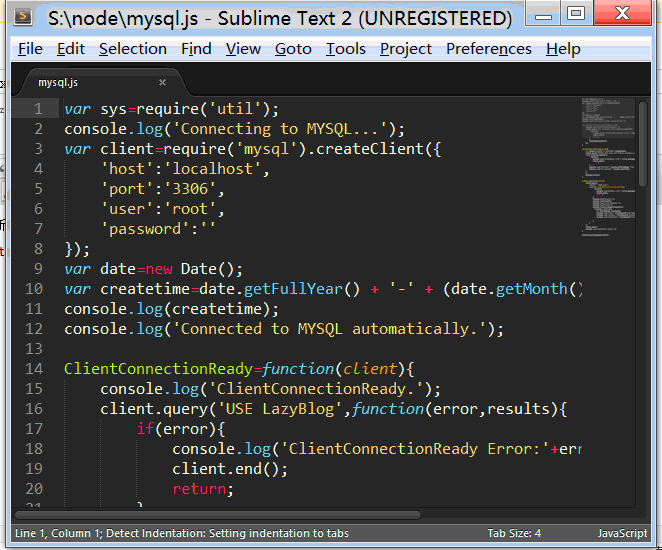 S:\node\mysql.js - Sublime Text 2 (UNREGISTERED)
File Edit Selection Find View Goto Tools Project Preferences Help
mysql.js ×
1 var sys=require('util');
2 console.log('Connecting to MYSQL...');
3 var client=require('mysql').createClient({
4 'host':'localhost',
5 'port':'3306',
6 'user':'root',
7 'password':''
8 });
9 var date=new Date();
10 var createtime=date.getFullYear() + '-' + (date.getMonth()
11 console.log(createtime);
12 console.log('Connected to MYSQL automatically.');
13
14 ClientConnectionReady=function(client){
15 console.log('ClientConnectionReady.');
16 client.query('USE LazyBlog',function(error,results){
17 if(error){
18 console.log('ClientConnectionReady Error:'+err
19 client.end();
20 return;
21 }
Line 1, Column 1; Detect Indentation: Setting indentation to tabs Tab Size: 4 JavaScript